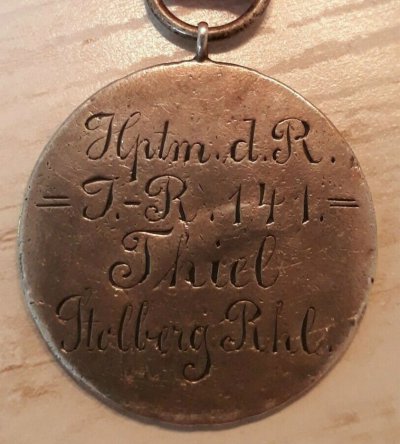 Hptm. d. R.
= J.-R. 141. =
Thiel
Stolberg Rhl.